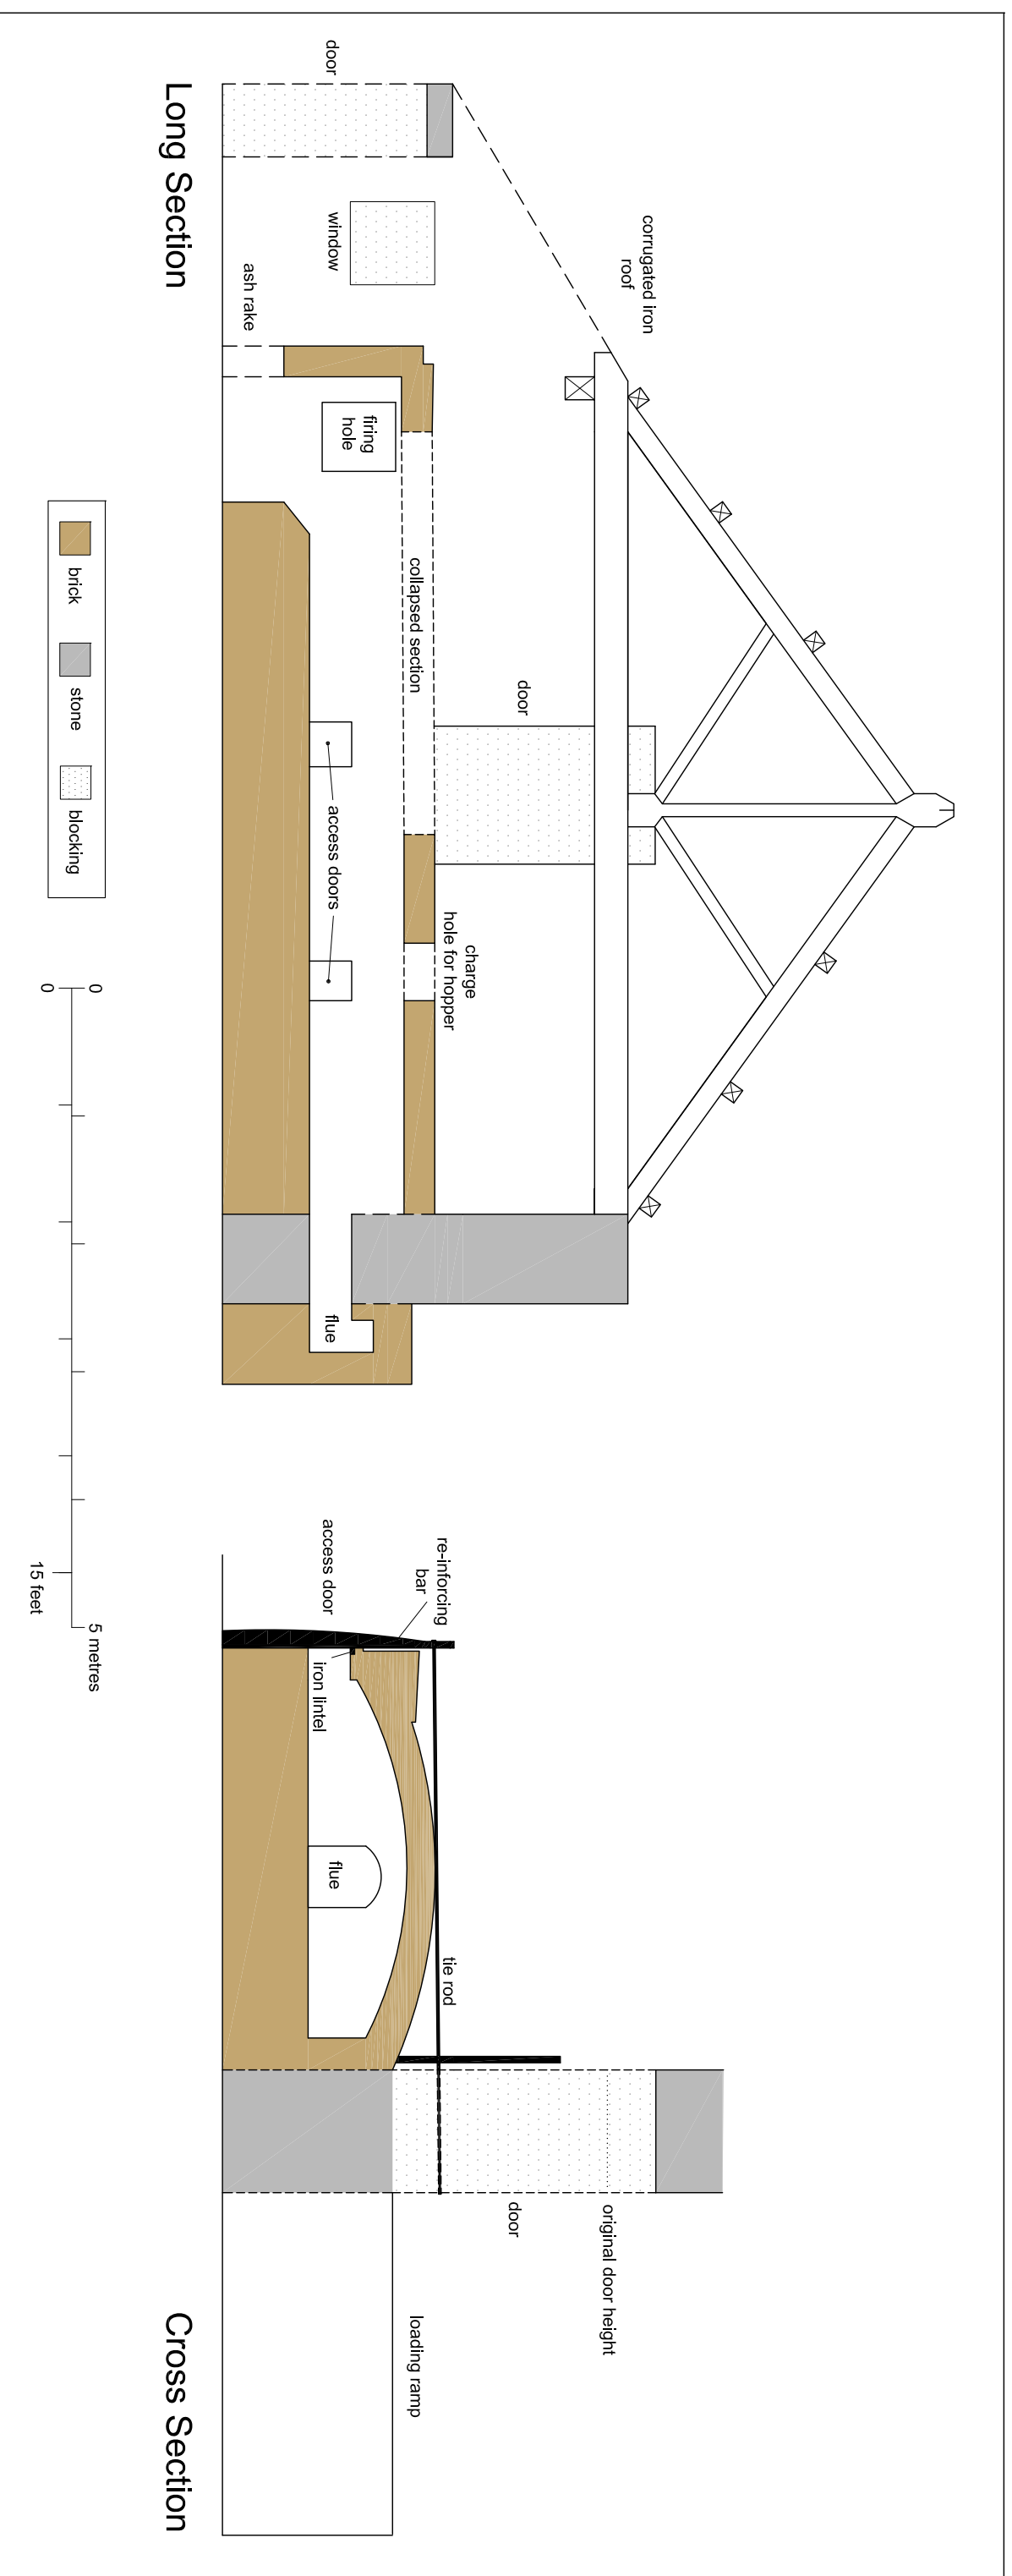 corrugated iron
roof
door
door
window
charge
hole for hopper
collapsed section
firing
hole
access doors
ash rake
flue
Long Section
original door height
door
tie rod
re-inforcing
bar
loading ramp
access door
iron lintel
flue
Cross Section
brick
stone
blocking
0
5 metres
0
15 feet